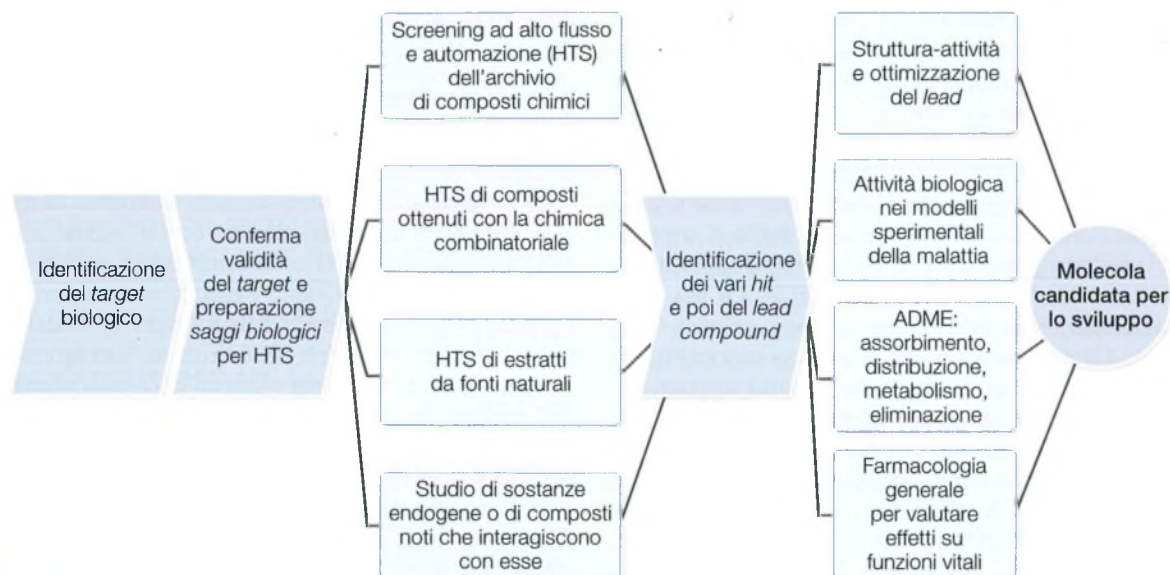 Identificazione
del target
biologico
Conferma
validità
del target e
preparazione
saggi biologici
per HTS
Screening ad alto flusso
e automazione (HTS)
dell'archivio
di composti chimici
HTS di composti
ottenuti con la chimica
combinatoriale
HTS di estratti
da fonti naturali
Studio di sostanze
endogene o di composti
noti che interagiscono
con esse
Identificazione
dei vari hit
e poi del lead
compound
Struttura-attività
e ottimizzazione
del lead
Attività biologica
nei modelli
sperimentali
della malattia
ADME:
assorbimento,
distribuzione,
metabolismo,
eliminazione
Farmacologia
generale
per valutare
effetti su
funzioni vitali
Molecola
candidata per
lo sviluppo